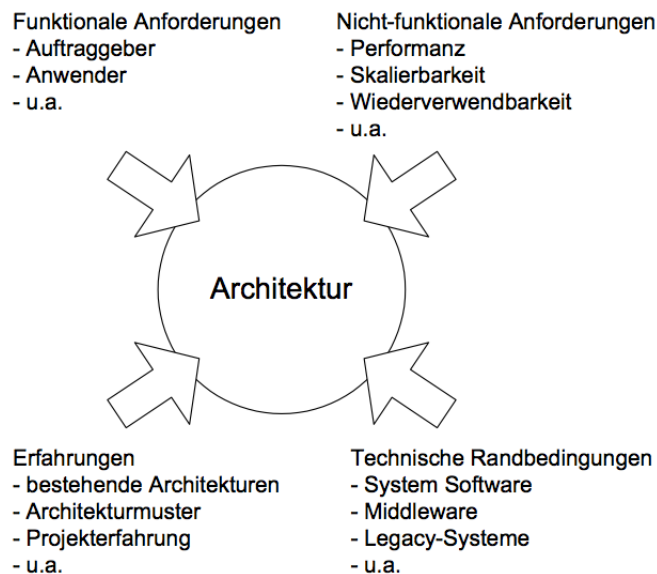 Funktionale Anforderungen
- Auftraggeber
- Anwender
- u.a.
Nicht-funktionale Anforderungen
- Performanz
- Skalierbarkeit
- Wiederverwendbarkeit
- u.a.
Architektur
Erfahrungen
- bestehende Architekturen
- Architekturmuster
- Projekterfahrung
- u.a.
Technische Randbedingungen
- System Software
- Middleware
- Legacy-Systeme
- u.a.